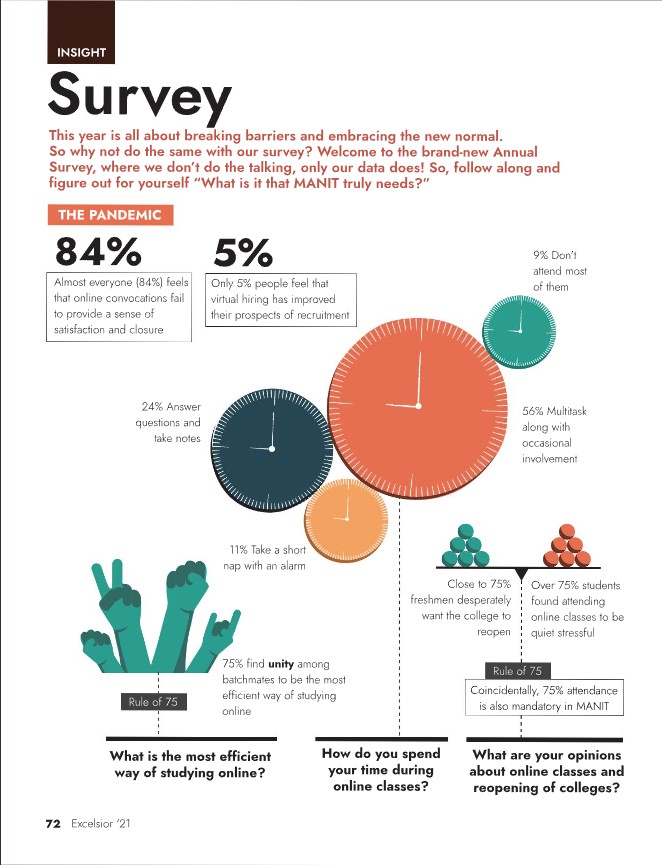 INSIGHT
Survey
This year is all about breaking barriers and embracing the new normal.
So why not do the same with our survey? Welcome to the brand-new Annual
Survey, where we don't do the talking, only our data does! So, follow along and
figure out for yourself "What is it that MANIT truly needs?"
THE PANDEMIC
84%
Almost everyone (84%) feels
that online convocations fail
to provide a sense of
satisfaction and closure
5%
Only 5% people feel that
virtual hiring has improved
their prospects of recruitment
9% Don't
attend most
of them
24% Answer
questions and
take notes
56% Multitask
along with
occasional
involvement
11% Take a short
nap with an alarm
Close to 75%
freshmen desperately
want the college to
reopen
Over 75% students
found attending
online classes to be
quiet stressful
Rule of 75
Coincidentally, 75% attendance
is also mandatory in MANIT
75% find unity among
batchmates to be the most
efficient way of studying
online
Rule of 75
What is the most efficient
way of studying online?
How do you spend
your time during
online classes?
What are your opinions
about online classes and
reopening of colleges?
72 Excelsior '21